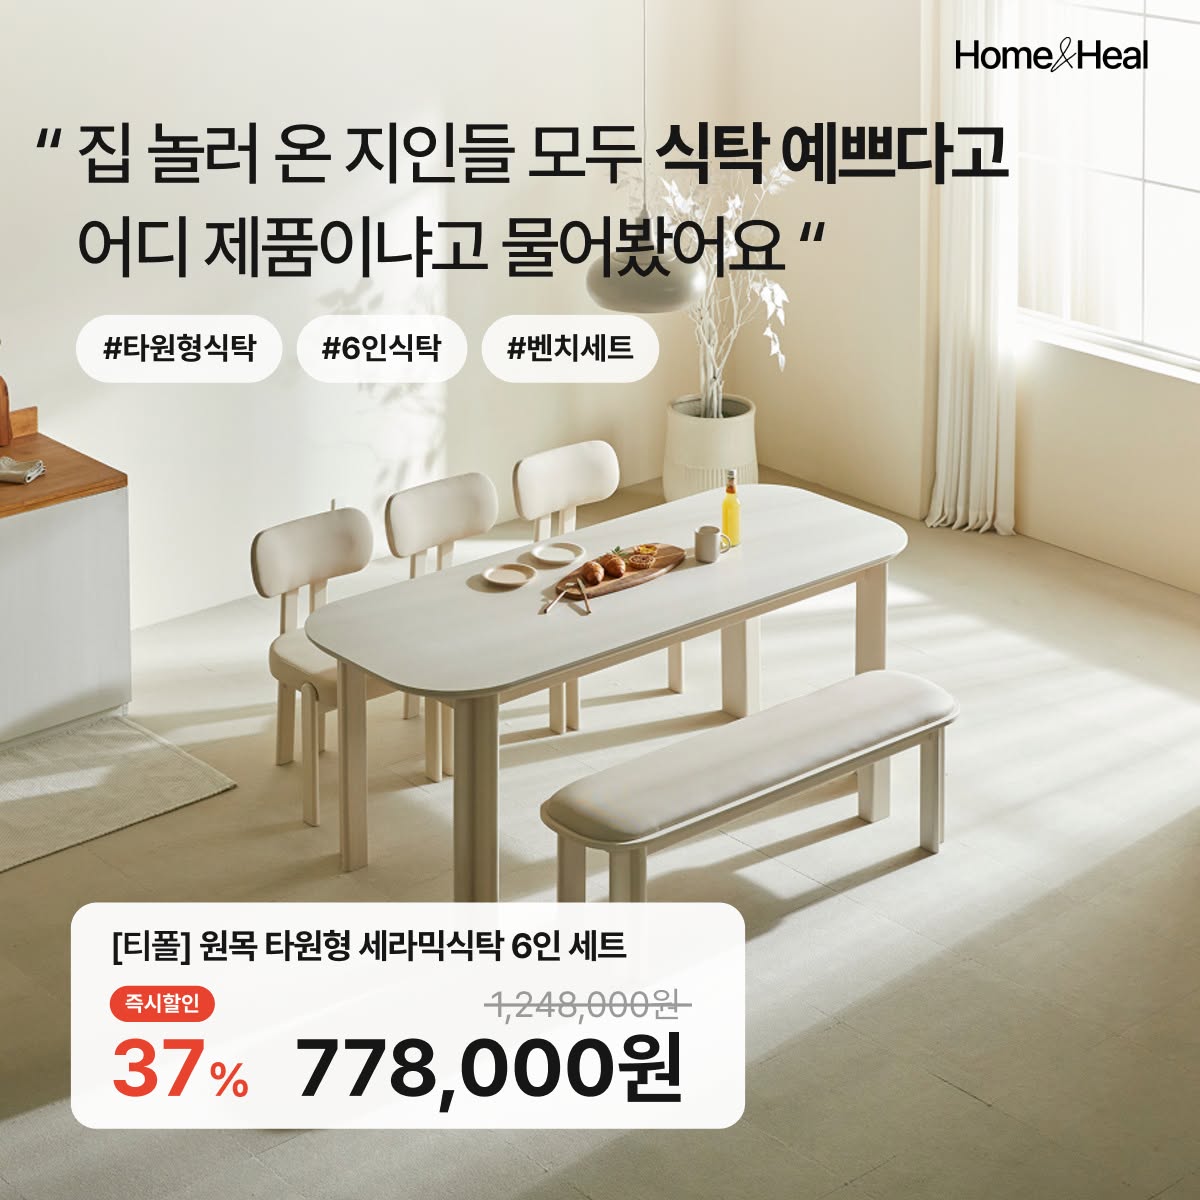 Home&Heal
“ 집 놀러 온 지인들 모두 식탁 예쁘다고
어디 제품이냐고 물어봤어요 “
#타원형식탁 #6인식탁 #벤치세트
[티폴] 원목 타원형 세라믹식탁 6인 세트
즉시할인 1,248,000원
37% 778,000원